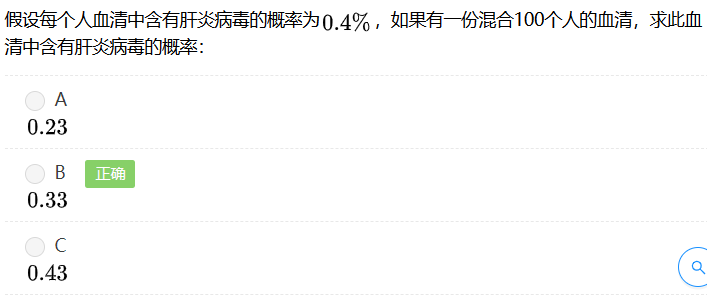 假设每个人血清中含有肝炎病毒的概率为0.4%，如果有一份混合100个人的血清，求此血
清中含有肝炎病毒的概率：
A
0.23
B 正确
0.33
C
0.43